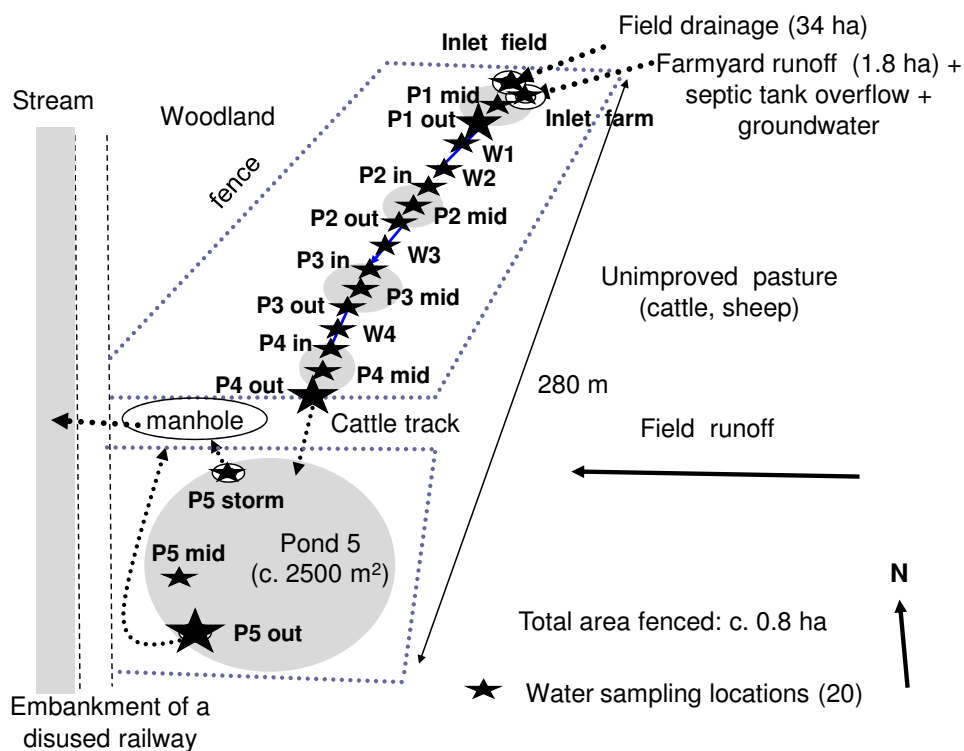 Field drainage (34 ha)
Inlet field
Farmyard runoff (1.8 ha) +
septic tank overflow +
groundwater
Stream
Woodland
P1 mid
P1 out
Inlet farm
fence
W1
P2 in
W2
P2 out
P2 mid
P3 in
W3
Unimproved pasture
(cattle, sheep)
P3 out
P3 mid
P4 in
W4
P4 out
P4 mid
280 m
manhole
Cattle track
Field runoff
P5 storm
P5 mid
Pond 5
(c. 2500 m²)
N
P5 out
Total area fenced: c. 0.8 ha
Water sampling locations (20)
Embankment of a
disused railway